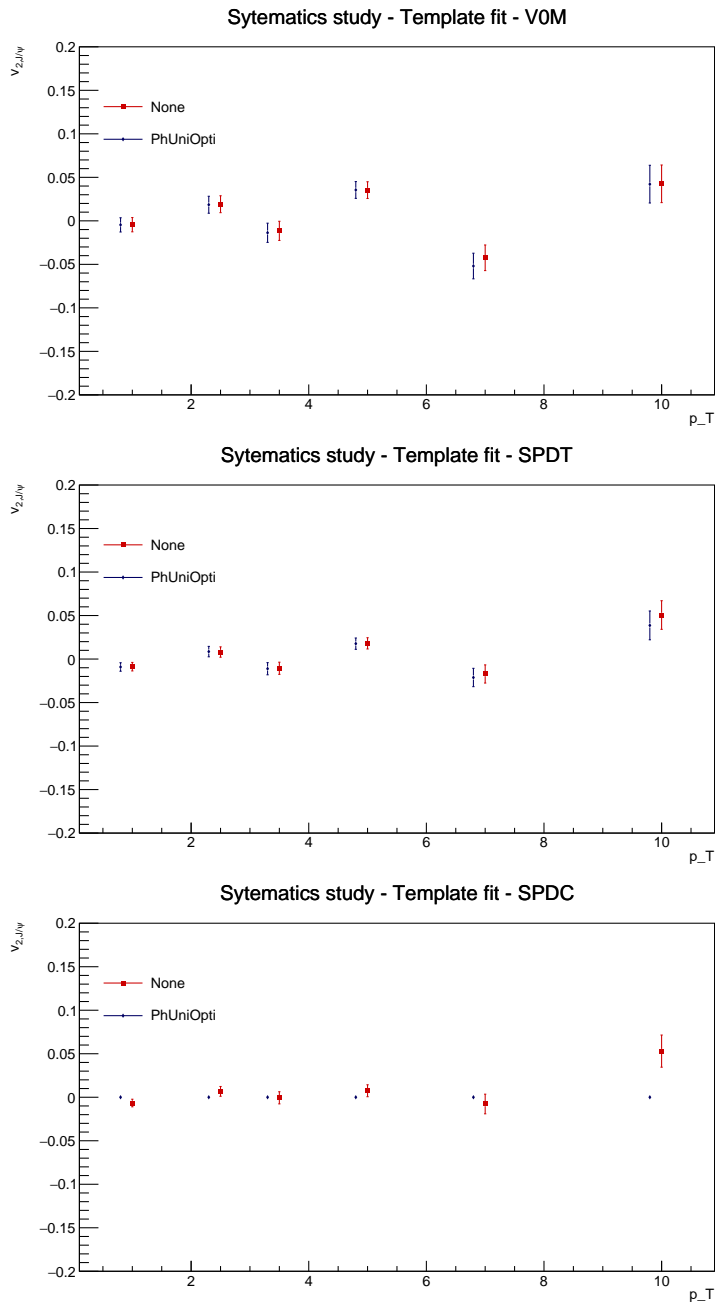 Sytematics study - Template fit - V0M
v2,J/ψ
0.2
0.15
0.1
0.05
0
−0.05
−0.1
−0.15
−0.2
None
PhUniOpti
2 4 6 8 10
p_T
Sytematics study - Template fit - SPDT
v2,J/ψ
0.2
0.15
0.1
0.05
0
−0.05
−0.1
−0.15
−0.2
None
PhUniOpti
2 4 6 8 10
p_T
Sytematics study - Template fit - SPDC
v2,J/ψ
0.2
0.15
0.1
0.05
0
−0.05
−0.1
−0.15
−0.2
None
PhUniOpti
2 4 6 8 10
p_T